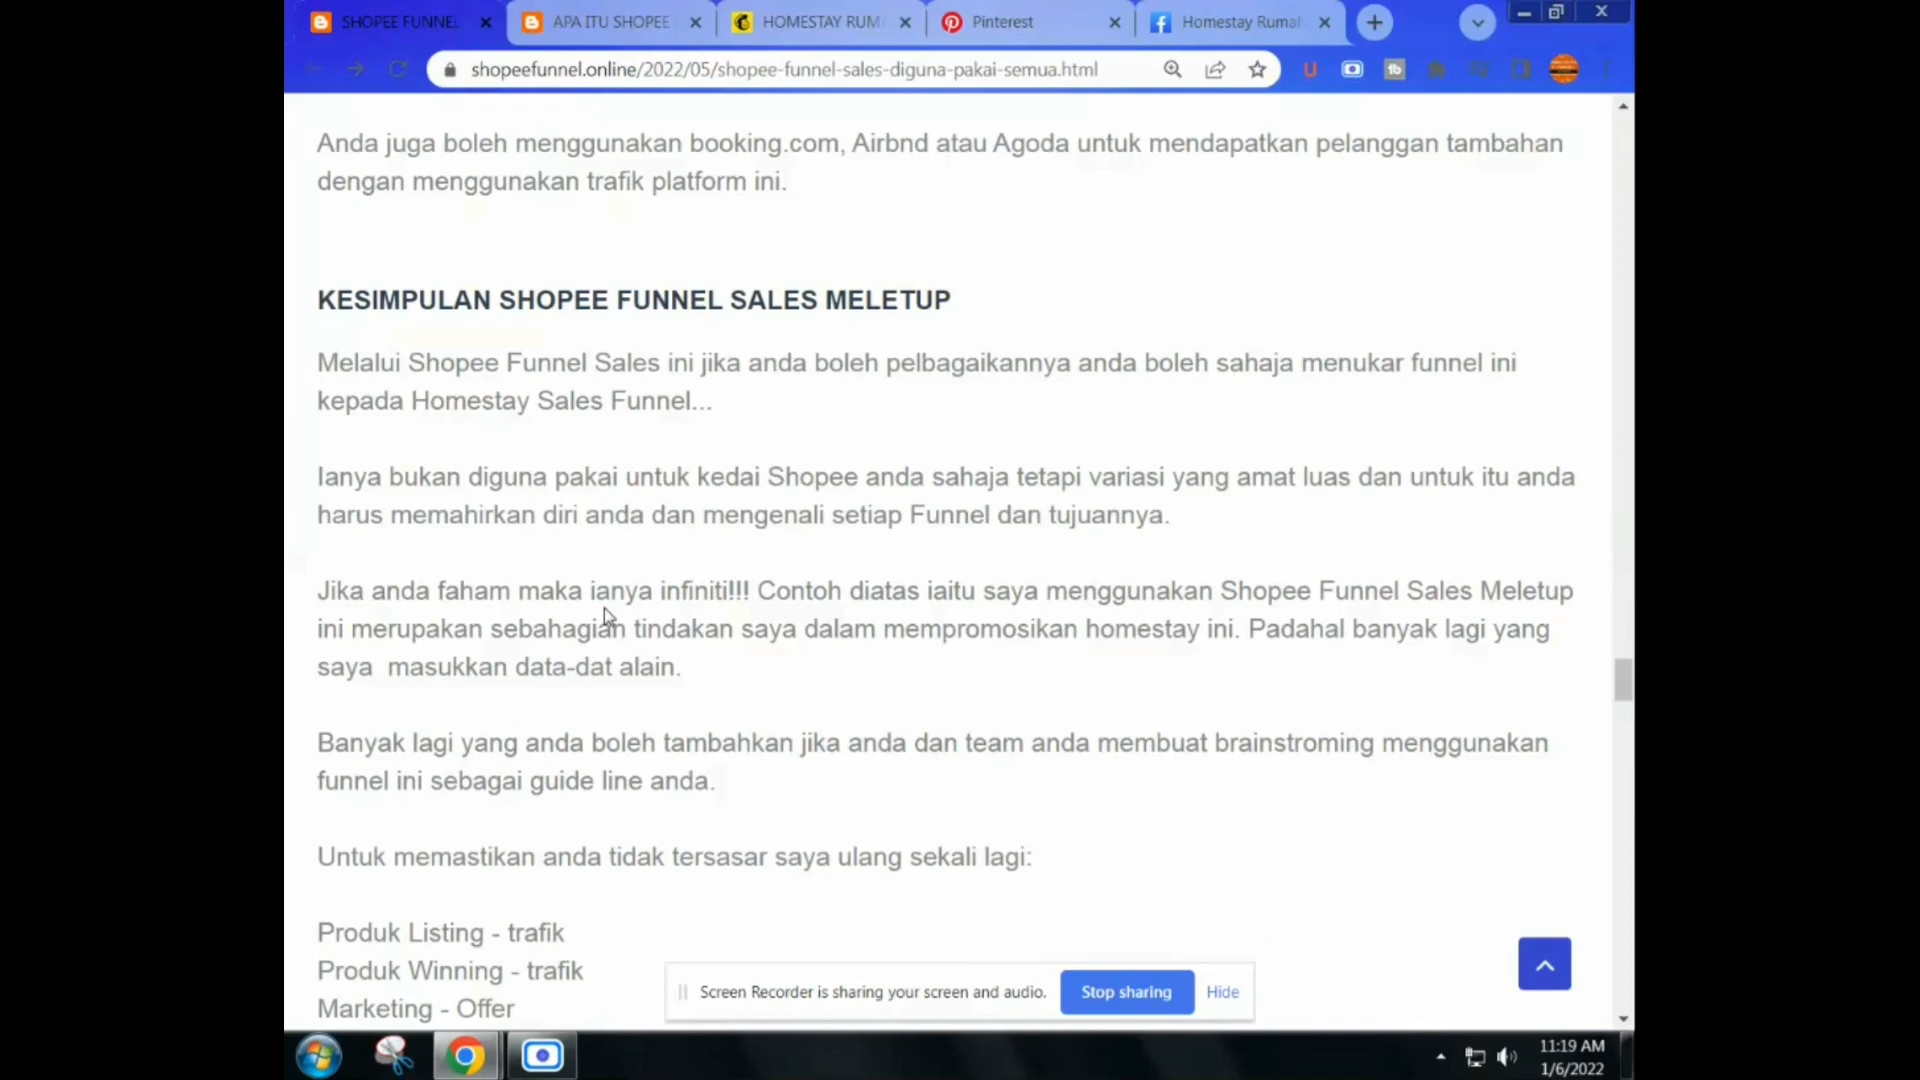 SHOPEE FUNNEL
APA ITU SHOPEE
HOMESTAY RUM
Pinterest
Homestay Rumah
shopeefunnel.online/2022/05/shopee-funnel-sales-diguna-pakai-semua.html
Anda juga boleh menggunakan booking.com, Airbnd atau Agoda untuk mendapatkan pelanggan tambahan
dengan menggunakan trafik platform ini.
KESIMPULAN SHOPEE FUNNEL SALES MELETUP
Melalui Shopee Funnel Sales ini jika anda boleh pelbagaikannya anda boleh sahaja menukar funnel ini
kepada Homestay Sales Funnel...
Ianya bukan diguna pakai untuk kedai Shopee anda sahaja tetapi variasi yang amat luas dan untuk itu anda
harus memahirkan diri anda dan mengenali setiap Funnel dan tujuannya.
Jika anda faham maka ianya infiniti!!! Contoh diatas iaitu saya menggunakan Shopee Funnel Sales Meletup
ini merupakan sebahagian tindakan saya dalam mempromosikan homestay ini. Padahal banyak lagi yang
saya  masukkan data-dat alain.
Banyak lagi yang anda boleh tambahkan jika anda dan team anda membuat brainstroming menggunakan
funnel ini sebagai guide line anda.
Untuk memastikan anda tidak tersasar saya ulang sekali lagi:
Produk Listing - trafik
Produk Winning - trafik
Marketing - Offer
Screen Recorder is sharing your screen and audio.
Stop sharing
Hide
11:19 AM
1/6/2022